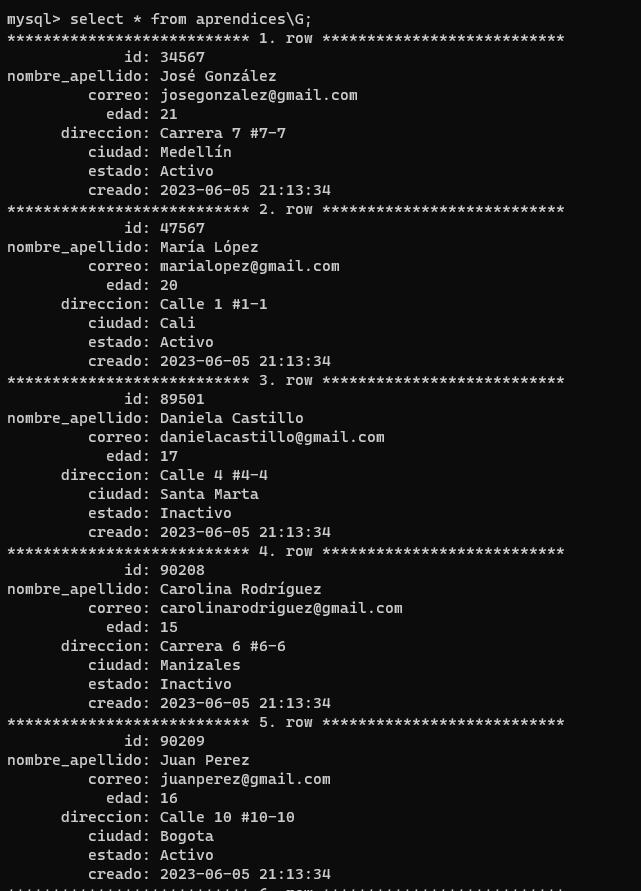 mysql> select * from aprendices\G;
*************************** 1. row ***************************
id: 34567
nombre_apellido: José González
correo: josegonzalez@gmail.com
edad: 21
direccion: Carrera 7 #7-7
ciudad: Medellín
estado: Activo
creado: 2023-06-05 21:13:34
*************************** 2. row ***************************
id: 47567
nombre_apellido: María López
correo: marialopez@gmail.com
edad: 20
direccion: Calle 1 #1-1
ciudad: Cali
estado: Activo
creado: 2023-06-05 21:13:34
*************************** 3. row ***************************
id: 89501
nombre_apellido: Daniela Castillo
correo: danielacastillo@gmail.com
edad: 17
direccion: Calle 4 #4-4
ciudad: Santa Marta
estado: Inactivo
creado: 2023-06-05 21:13:34
*************************** 4. row ***************************
id: 90208
nombre_apellido: Carolina Rodríguez
correo: carolinarodriguez@gmail.com
edad: 15
direccion: Carrera 6 #6-6
ciudad: Manizales
estado: Inactivo
creado: 2023-06-05 21:13:34
*************************** 5. row ***************************
id: 90209
nombre_apellido: Juan Perez
correo: juanperez@gmail.com
edad: 16
direccion: Calle 10 #10-10
ciudad: Bogota
estado: Activo
creado: 2023-06-05 21:13:34